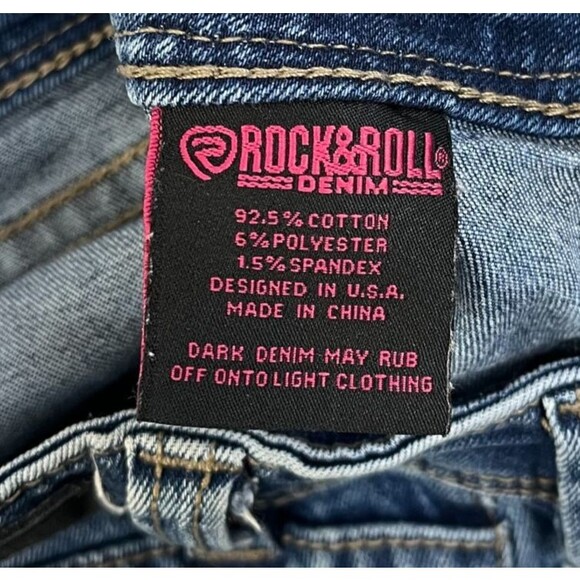 ROCK&ROLL®
DENIM
92.5% COTTON
6% POLYESTER
1.5% SPANDEX
DESIGNED IN U.S.A.
MADE IN CHINA
DARK DENIM MAY RUB
OFF ONTO LIGHT CLOTHING